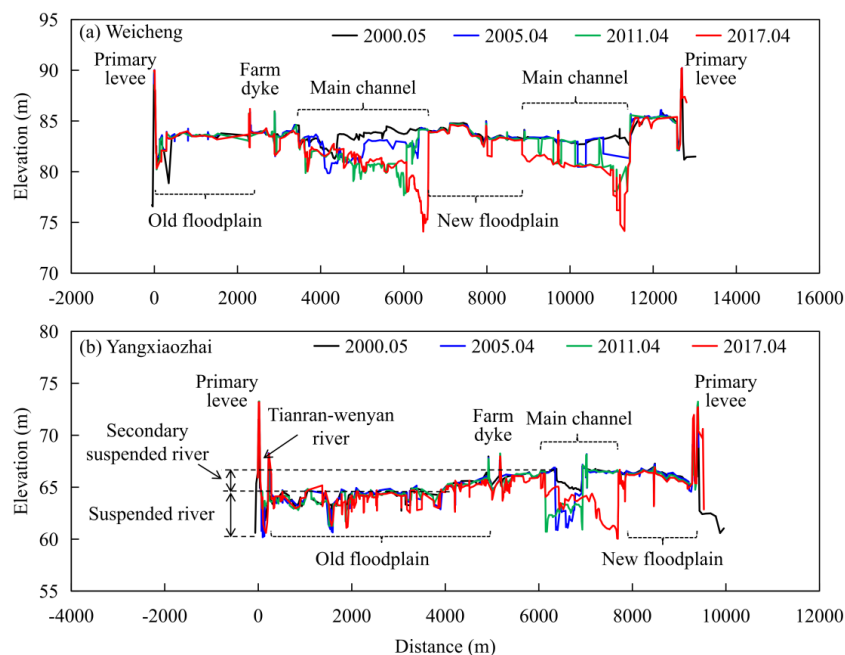 95
(a) Weicheng
2000.05
2005.04
2011.04
2017.04
Primary
levee
90
Farm
dyke
Main channel
Main channel
Primary
levee
85
80
75
70
Elevation (m)
Old floodplain
New floodplain
-2000
0
2000
4000
6000
8000
10000
12000
14000
16000
80
(b) Yangxiaozhai
2000.05
2005.04
2011.04
2017.04
75
Primary
levee
Tianran-wenyan
river
Farm
dyke
Main channel
Primary
levee
70
Secondary
suspended river
65
Suspended river
60
55
Elevation (m)
Old floodplain
New floodplain
-4000
-2000
0
2000
4000
6000
8000
10000
12000
Distance (m)